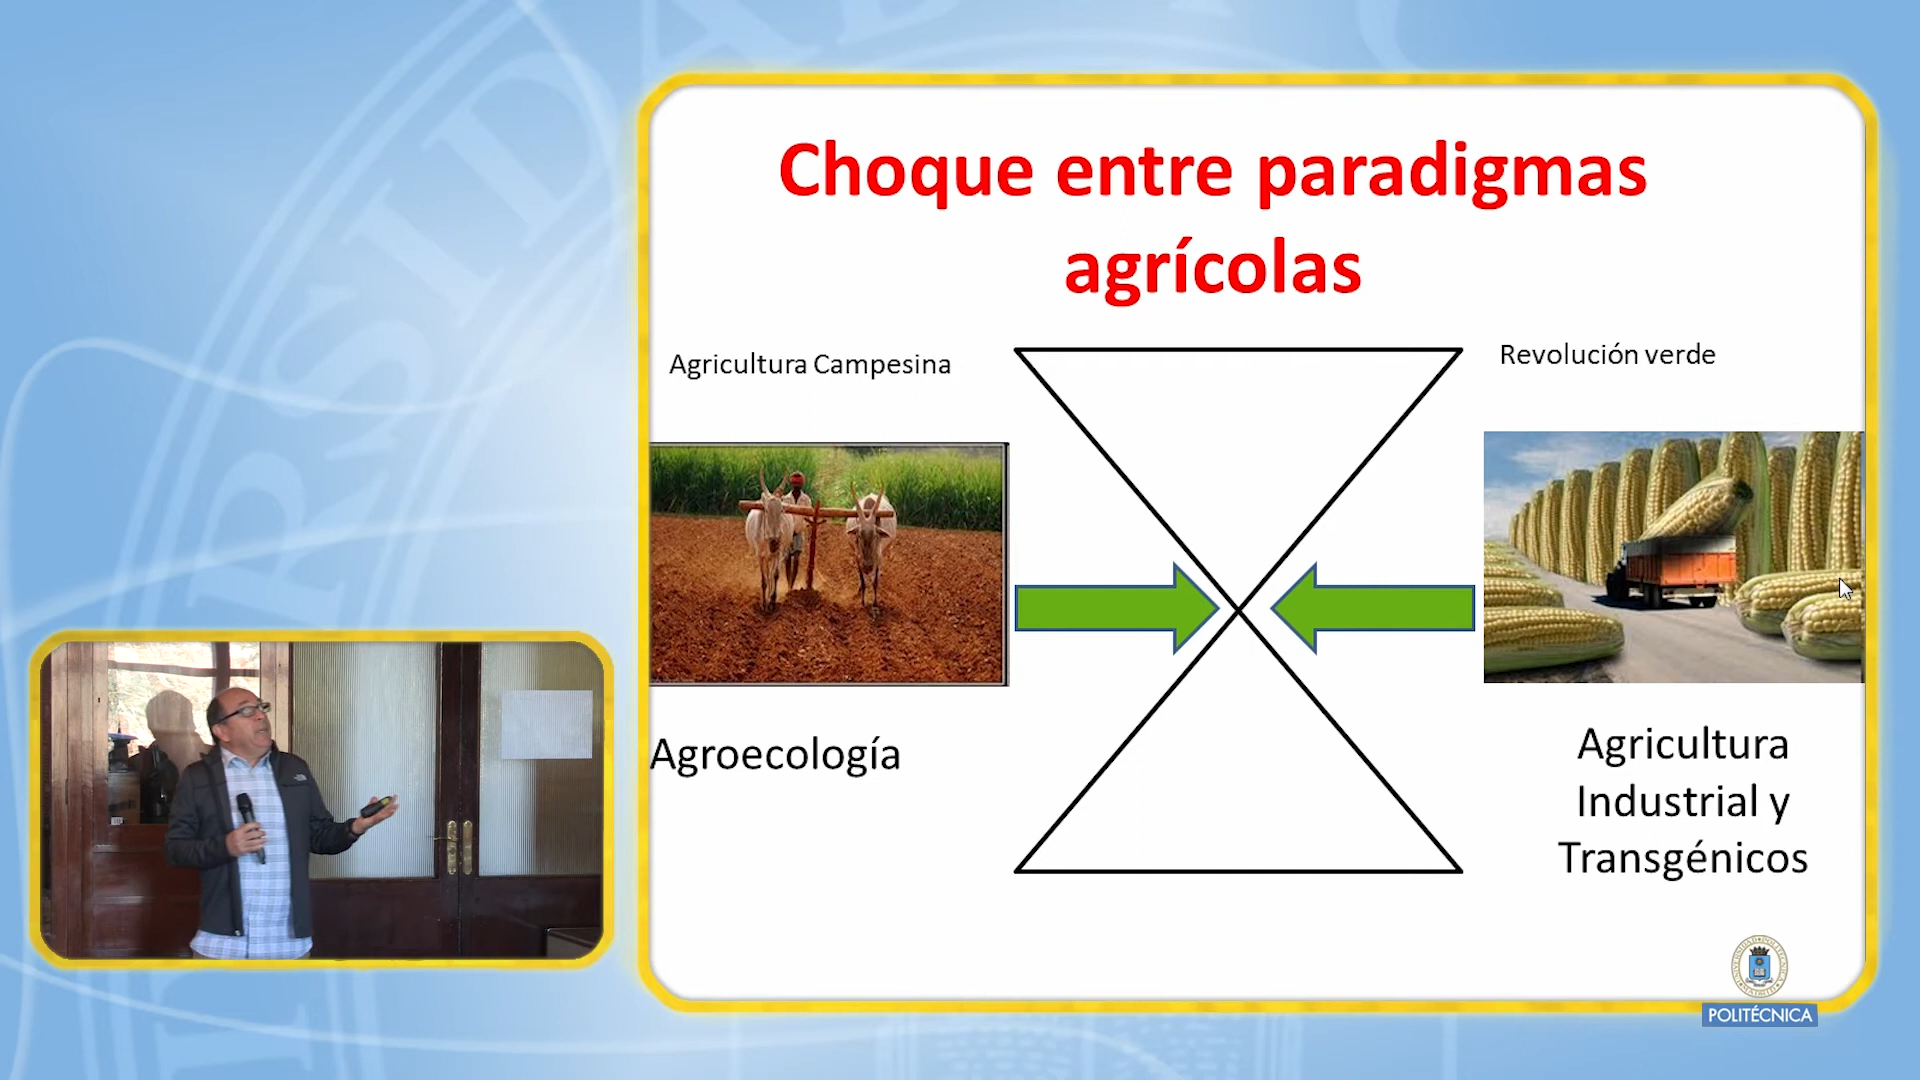 Choque entre paradigmas
agrícolas
Agricultura Campesina
Revolución verde
Agroecología
Agricultura
Industrial y
Transgénicos
POLITÉCNICA